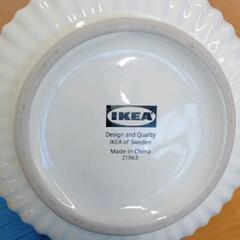 IKEA
Design and Quality
IKEA of Sweden
Made in China
21963